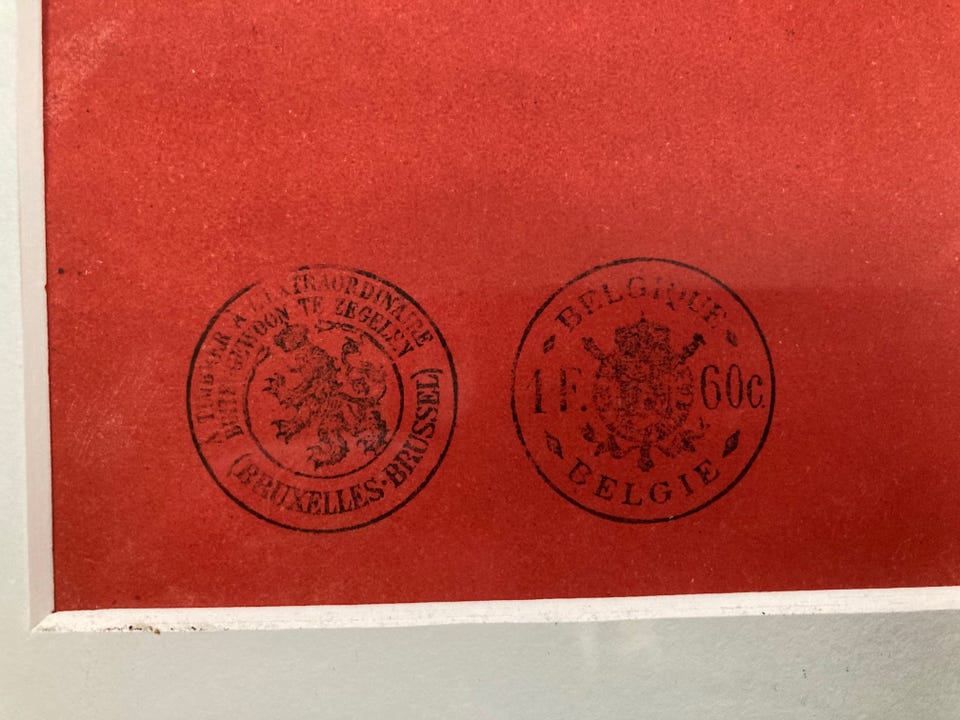 A TIMBRER A L'EXTRAORDINAIRE
BUITENGEWOON TE ZEGELEN
(BRUXELLES-BRUSSEL)
BELGIQUE
1 F. 60c.
BELGIE